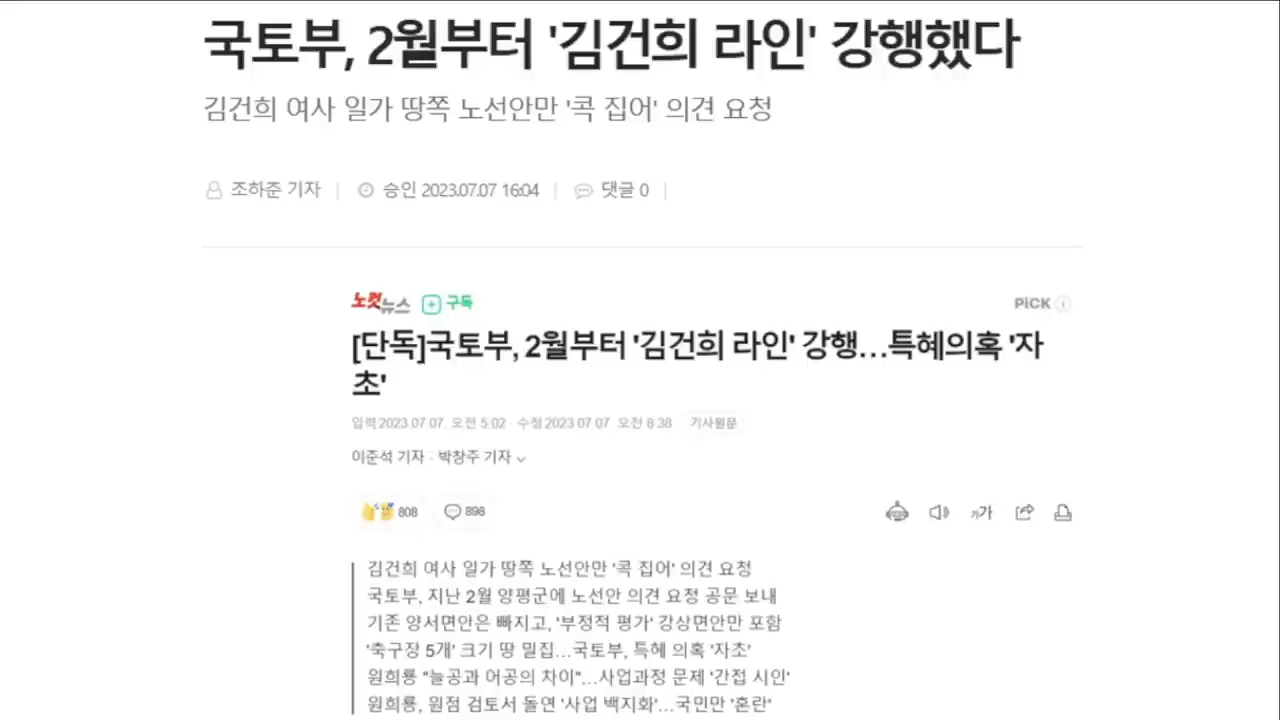 국토부, 2월부터 '김건희 라인' 강행했다
김건희 여사 일가 땅쪽 노선안만 '콕 집어' 의견 요청
조하준 기자 | 승인 2023.07.07 16:04 | 댓글 0 |
노컷뉴스 + 구독 PiCK i
[단독]국토부, 2월부터 '김건희 라인' 강행…특혜의혹 '자
초'
입력 2023.07.07. 오전 5:02 · 수정 2023.07.07. 오전 8:38 기사원문
이준석 기자 · 박창주 기자
808 898 가가
김건희 여사 일가 땅쪽 노선안만 '콕 집어' 의견 요청
국토부, 지난 2월 양평군에 노선안 의견 요청 공문 보내
기존 양서면안은 빠지고, '부정적 평가' 강상면안만 포함
'축구장 5개' 크기 땅 밀집…국토부, 특혜 의혹 '자초'
원희룡 "늘공과 어공의 차이"…사업과정 문제 '간접 시인'
원희룡, 원점 검토서 돌연 '사업 백지화'…국민만 '혼란'